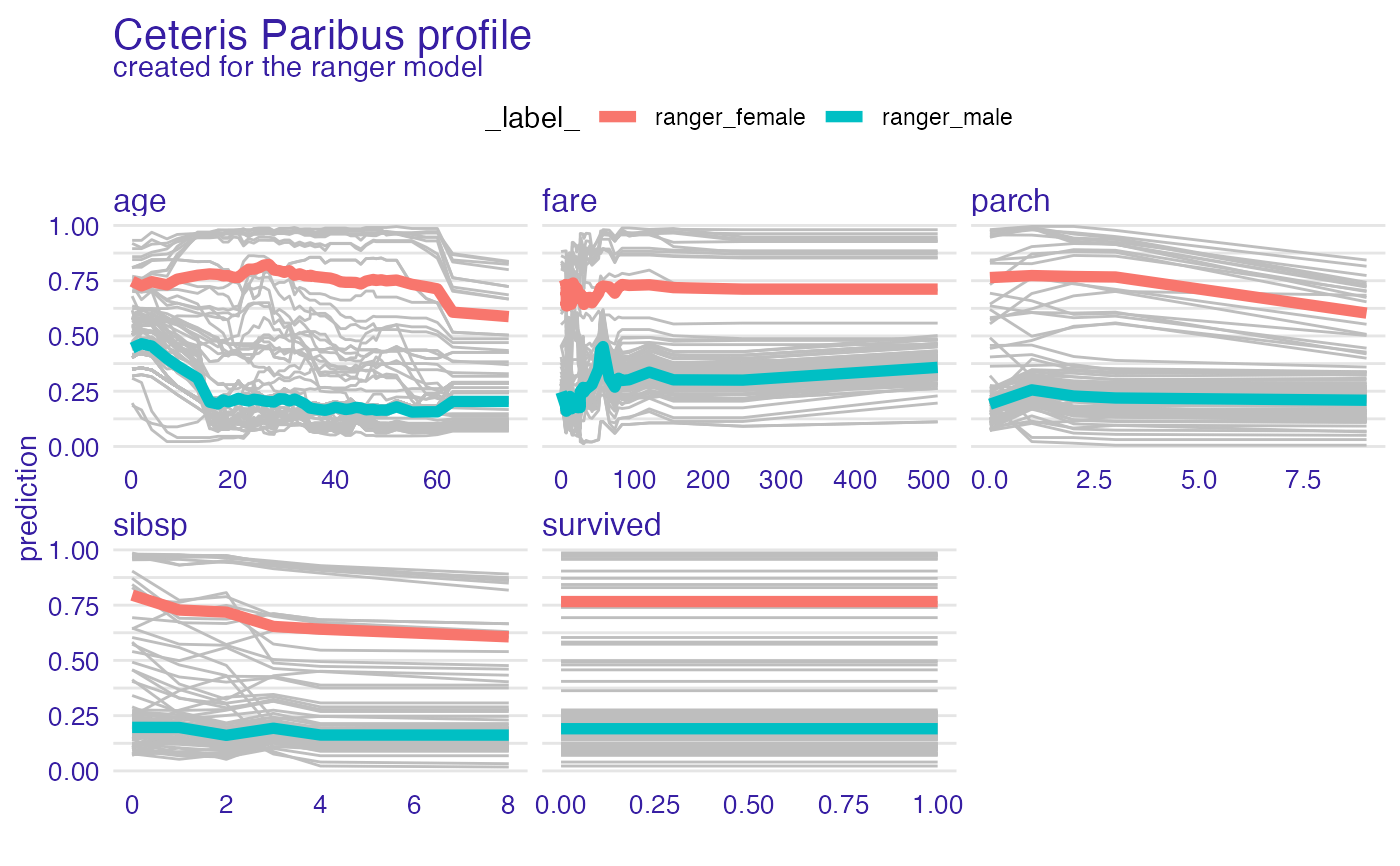 Ceteris Paribus profile
created for the ranger model
_label_ ranger_female ranger_male
age fare parch
1.00
0.75
0.50
0.25
0.00
0 20 40 60 0 100 200 300 400 500 0.0 2.5 5.0 7.5
prediction
sibsp survived
1.00
0.75
0.50
0.25
0.00
0 2 4 6 8 0.00 0.25 0.50 0.75 1.00